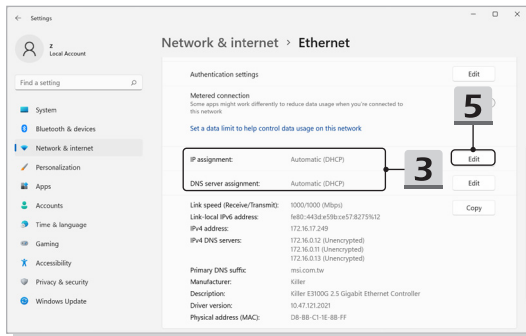 Settings
z
Local Account
Find a setting
System
Bluetooth & devices
Network & internet
Personalization
Apps
Accounts
Time & language
Gaming
Accessibility
Privacy & security
Windows Update
Network & internet > Ethernet
Authentication settings Edit
Metered connection
Some apps might work differently to reduce data usage when you're connected to
this network
5
Set a data limit to help control data usage on this network
IP assignment: Automatic (DHCP) Edit
3
DNS server assignment: Automatic (DHCP) Edit
Link speed (Receive/Transmit): 1000/1000 (Mbps) Copy
Link-local IPv6 address: fe80::443d:e59b:ce57:8275%12
IPv4 address: 172.16.17.249
IPv4 DNS servers: 172.16.0.12 (Unencrypted)
172.16.0.11 (Unencrypted)
172.16.0.13 (Unencrypted)
Primary DNS suffix: msi.com.tw
Manufacturer: Killer
Description: Killer E3100G 2.5 Gigabit Ethernet Controller
Driver version: 10.47.121.2021
Physical address (MAC): D8-BB-C1-1E-8B-FF